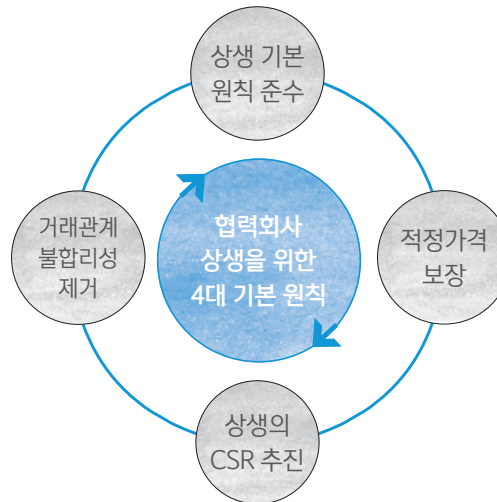 상생 기본
원칙 준수
거래관계
불합리성
제거
협력회사
상생을 위한
4대 기본 원칙
적정가격
보장
상생의
CSR 추진